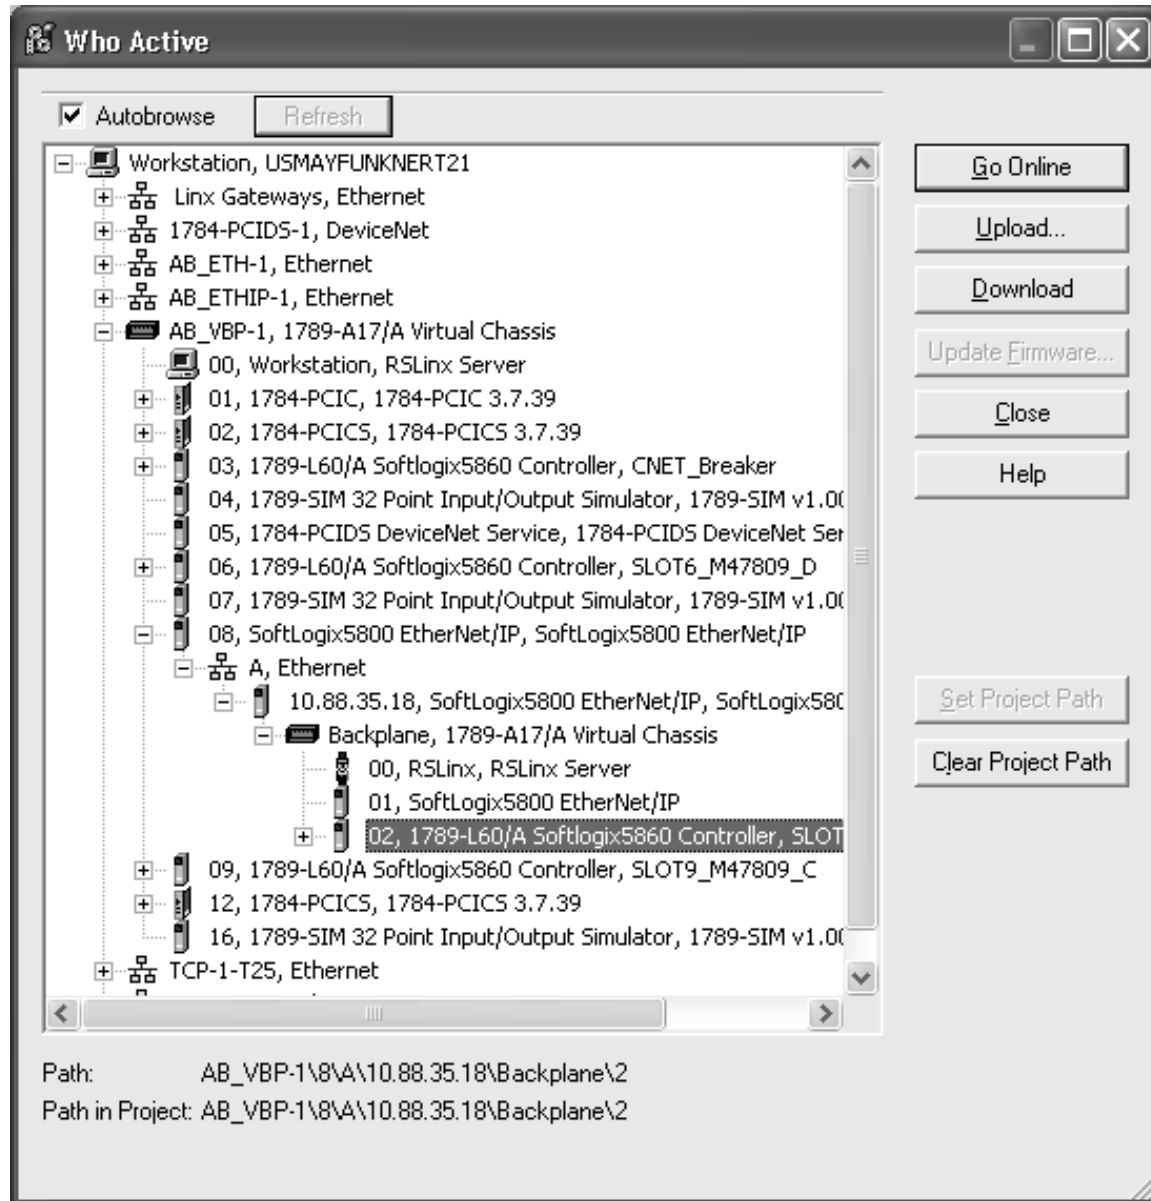 Who Active
Autobrowse
Refresh
Workstation, USMAYFUNKNERT21
Linx Gateways, Ethernet
1784-PCIDS-1, DeviceNet
AB_ETH-1, Ethernet
AB_ETHIP-1, Ethernet
AB_VBP-1, 1789-A17/A Virtual Chassis
00, Workstation, RSLinx Server
01, 1784-PCIC, 1784-PCIC 3.7.39
02, 1784-PCICS, 1784-PCICS 3.7.39
03, 1789-L60/A Softlogix5860 Controller, CNET_Breaker
04, 1789-SIM 32 Point Input/Output Simulator, 1789-SIM v1.00
05, 1784-PCIDS DeviceNet Service, 1784-PCIDS DeviceNet Ser
06, 1789-L60/A Softlogix5860 Controller, SLOT6_M47809_D
07, 1789-SIM 32 Point Input/Output Simulator, 1789-SIM v1.00
08, SoftLogix5800 EtherNet/IP, SoftLogix5800 EtherNet/IP
A, Ethernet
10.88.35.18, SoftLogix5800 EtherNet/IP, SoftLogix580
Backplane, 1789-A17/A Virtual Chassis
00, RSLinx, RSLinx Server
01, SoftLogix5800 EtherNet/IP
02, 1789-L60/A Softlogix5860 Controller, SLOT
09, 1789-L60/A Softlogix5860 Controller, SLOT9_M47809_C
12, 1784-PCICS, 1784-PCICS 3.7.39
16, 1789-SIM 32 Point Input/Output Simulator, 1789-SIM v1.00
TCP-1-T25, Ethernet
Go Online
Upload...
Download
Update Firmware...
Close
Help
Set Project Path
Clear Project Path
Path: AB_VBP-1\8\A\10.88.35.18\Backplane\2
Path in Project: AB_VBP-1\8\A\10.88.35.18\Backplane\2